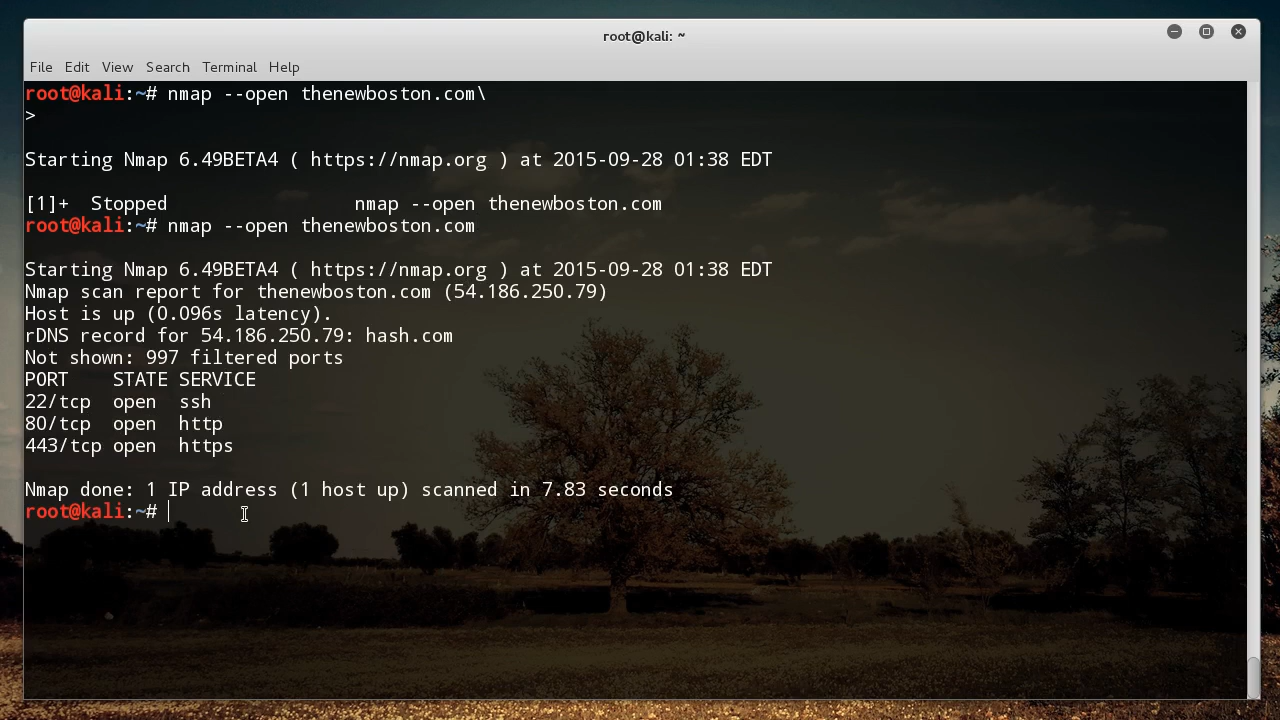 root@kali: ~
File Edit View Search Terminal Help
root@kali:~# nmap --open thenewboston.com\
>
Starting Nmap 6.49BETA4 ( https://nmap.org ) at 2015-09-28 01:38 EDT
[1]+  Stopped                 nmap --open thenewboston.com
root@kali:~# nmap --open thenewboston.com
Starting Nmap 6.49BETA4 ( https://nmap.org ) at 2015-09-28 01:38 EDT
Nmap scan report for thenewboston.com (54.186.250.79)
Host is up (0.096s latency).
rDNS record for 54.186.250.79: hash.com
Not shown: 997 filtered ports
PORT    STATE SERVICE
22/tcp  open  ssh
80/tcp  open  http
443/tcp open  https
Nmap done: 1 IP address (1 host up) scanned in 7.83 seconds
root@kali:~#